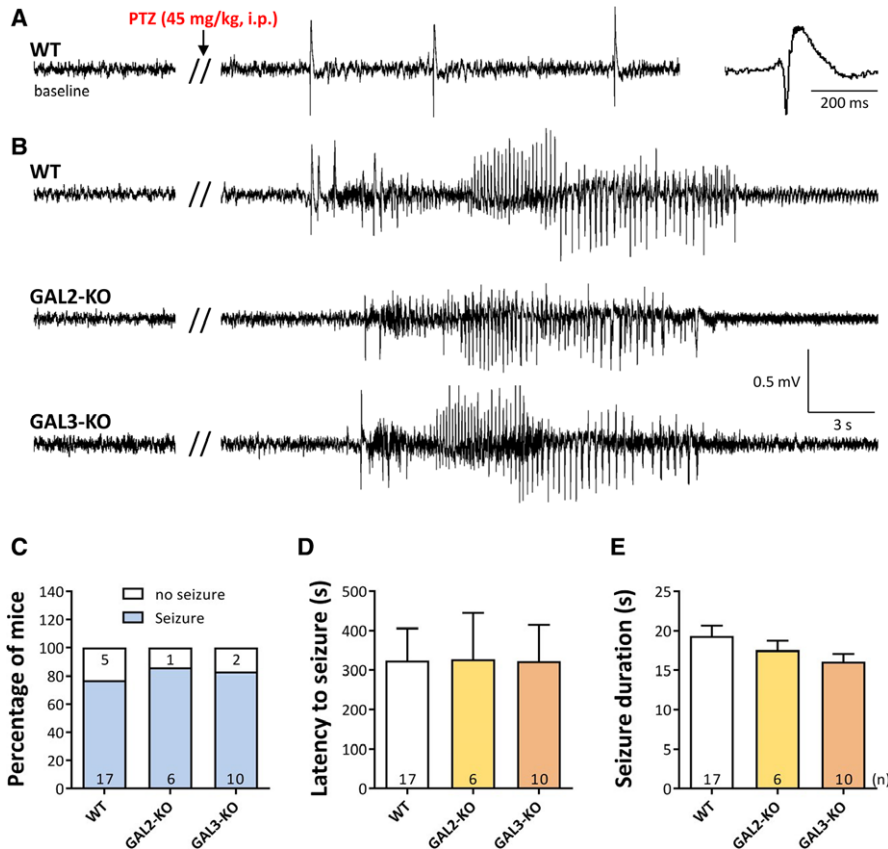 A
PTZ (45 mg/kg, i.p.)
WT
baseline
//
200 ms
B
WT
//
GAL2-KO
//
0.5 mV
3 s
GAL3-KO
//
C
Percentage of mice
140
120
100
80
60
40
20
0
no seizure
Seizure
5
1
2
17
6
10
WT
GAL2-KO
GAL3-KO
D
Latency to seizure (s)
500
400
300
200
100
0
17
6
10
WT
GAL2-KO
GAL3-KO
E
Seizure duration (s)
25
20
15
10
5
0
17
6
10
(n)
WT
GAL2-KO
GAL3-KO